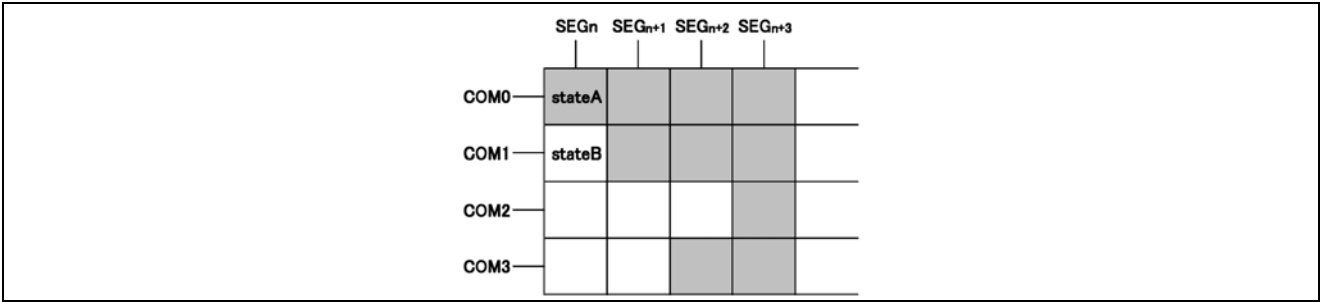 SEGn SEGn+1 SEGn+2 SEGn+3
COM0 stateA
COM1 stateB
COM2
COM3